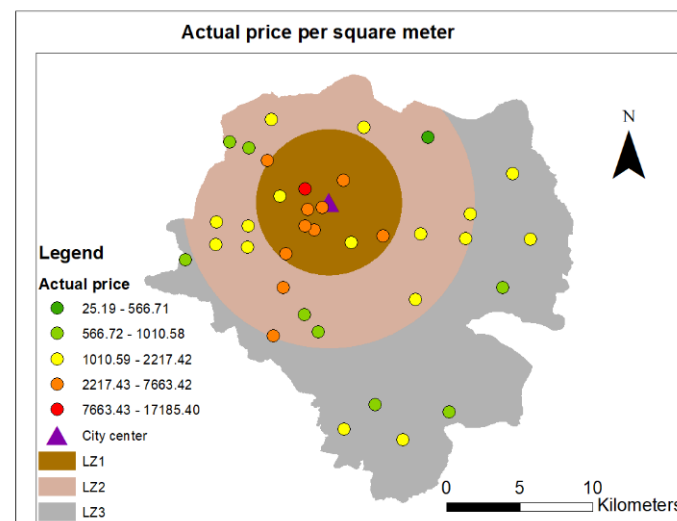 Actual price per square meter
N
Legend
Actual price
25.19 - 566.71
566.72 - 1010.58
1010.59 - 2217.42
2217.43 - 7663.42
7663.43 - 17185.40
City center
LZ1
LZ2
LZ3
0 5 10
Kilometers